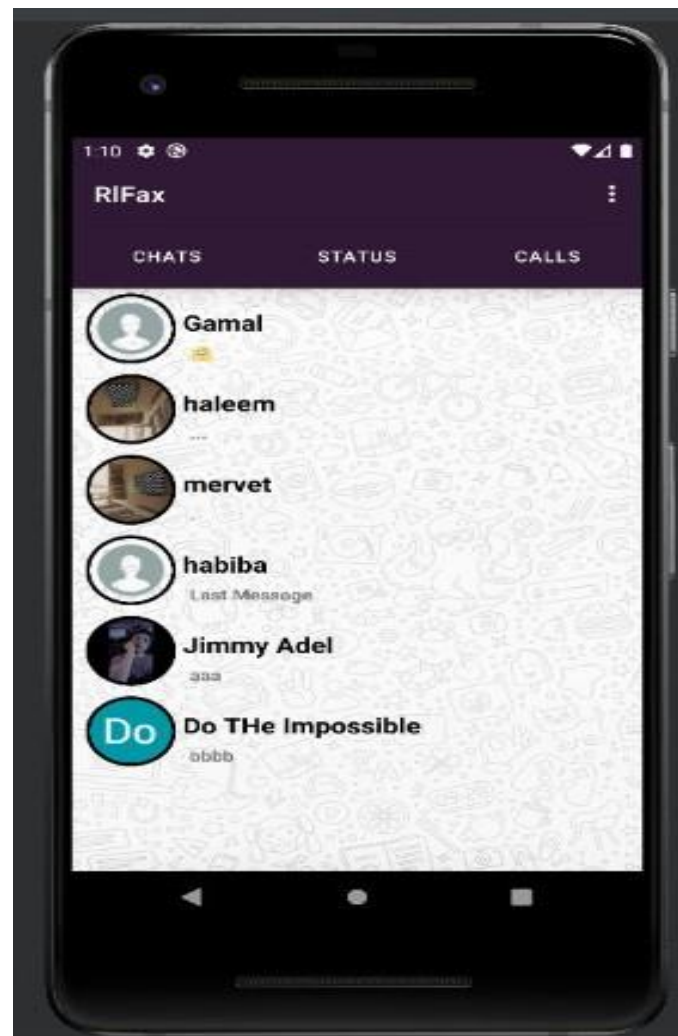 1:10
RIFax
CHATS STATUS CALLS
Gamal
haleem
...
mervet
.
habiba
Last Message
Jimmy Adel
aaa
Do
Do THe Impossible
bbbb